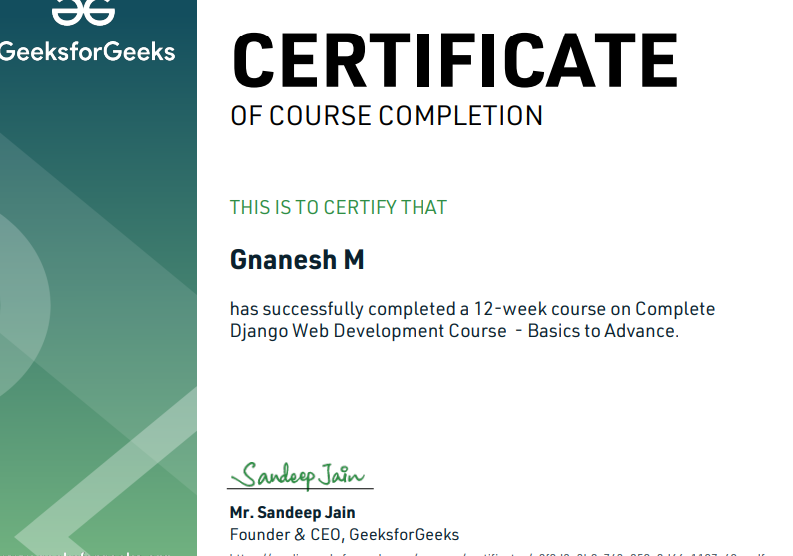 GeeksforGeeks
CERTIFICATE
OF COURSE COMPLETION
THIS IS TO CERTIFY THAT
Gnanesh M
has successfully completed a 12-week course on Complete
Django Web Development Course - Basics to Advance.
Sandeep Jain
Mr. Sandeep Jain
Founder & CEO, GeeksforGeeks